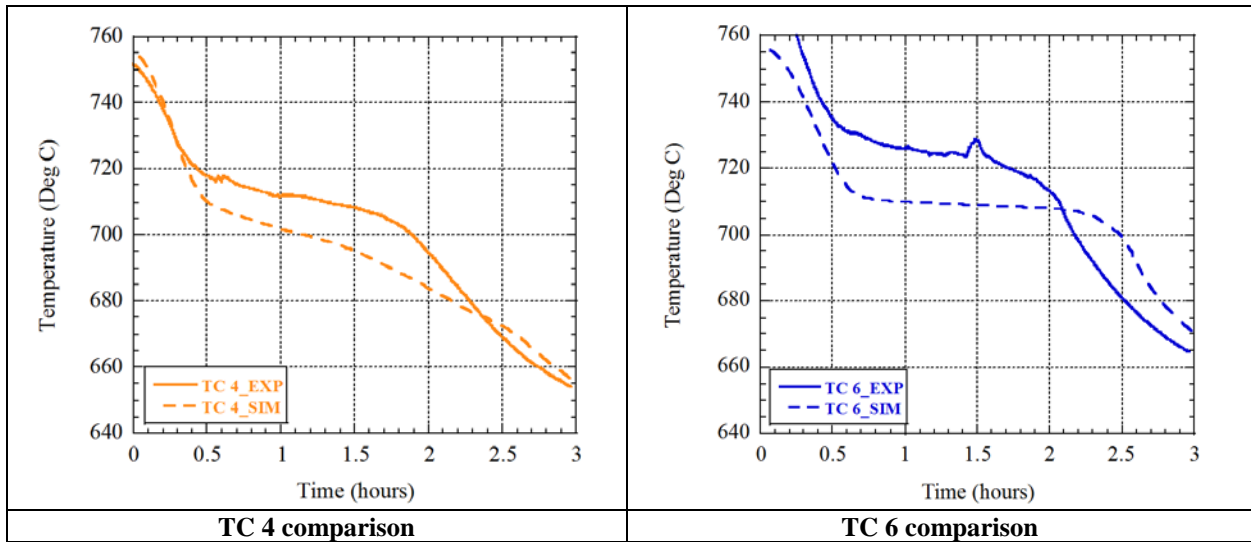 760
740
720
700
680
660
640
Temperature (Deg C)
TC 4_EXP
TC 4_SIM
0 0.5 1 1.5 2 2.5 3
Time (hours)
TC 4 comparison
760
740
720
700
680
660
640
Temperature (Deg C)
TC 6_EXP
TC 6_SIM
0 0.5 1 1.5 2 2.5 3
Time (hours)
TC 6 comparison